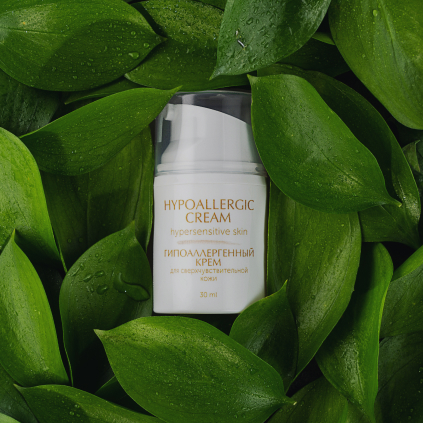 HYPOALLERGIC
CREAM
hypersensitive skin
ГИПОАЛЛЕРГЕННЫЙ
КРЕМ
для сверхчувствительной
кожи
30 ml